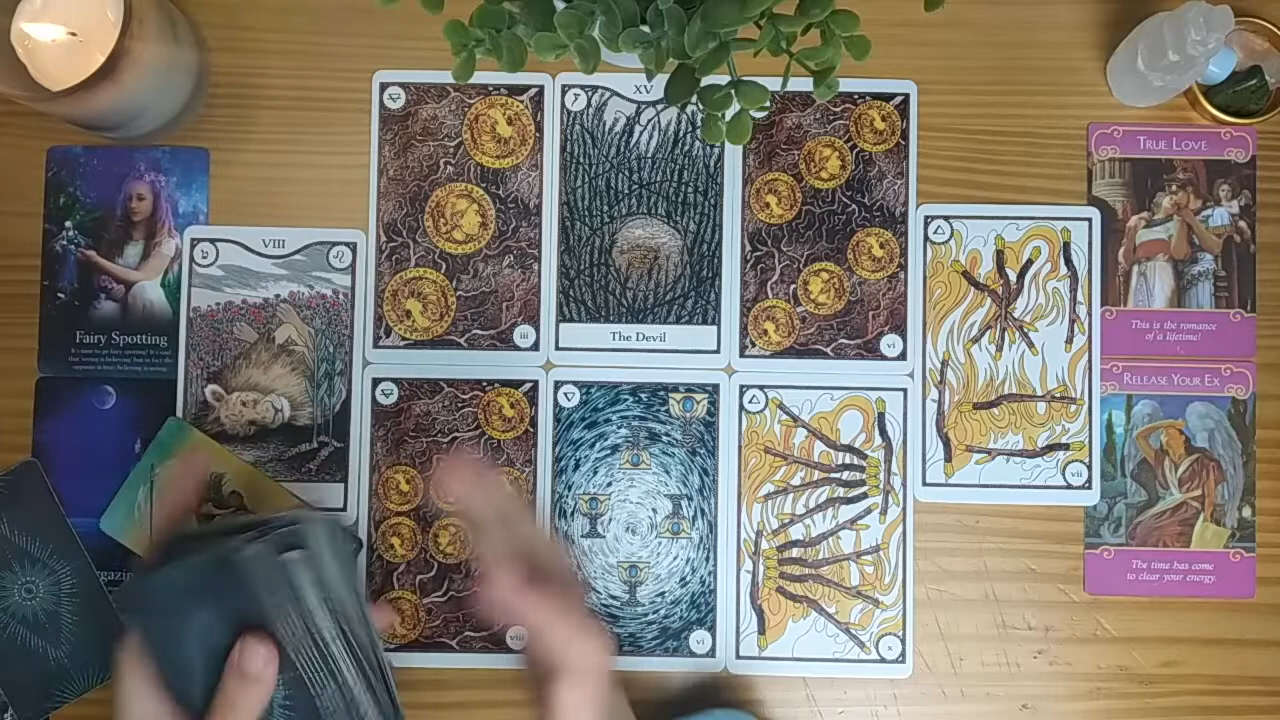 XV
TRUE LOVE
VIII
This is the romance
of a lifetime!
iii
The Devil
vi
Fairy Spotting
It's time to go fairy spotting! It's said
that 'seeing is believing' but in fact the
opposite is true: believing is seeing.
RELEASE YOUR EX
vii
The time has come
to clear your energy.
viii
vi
x